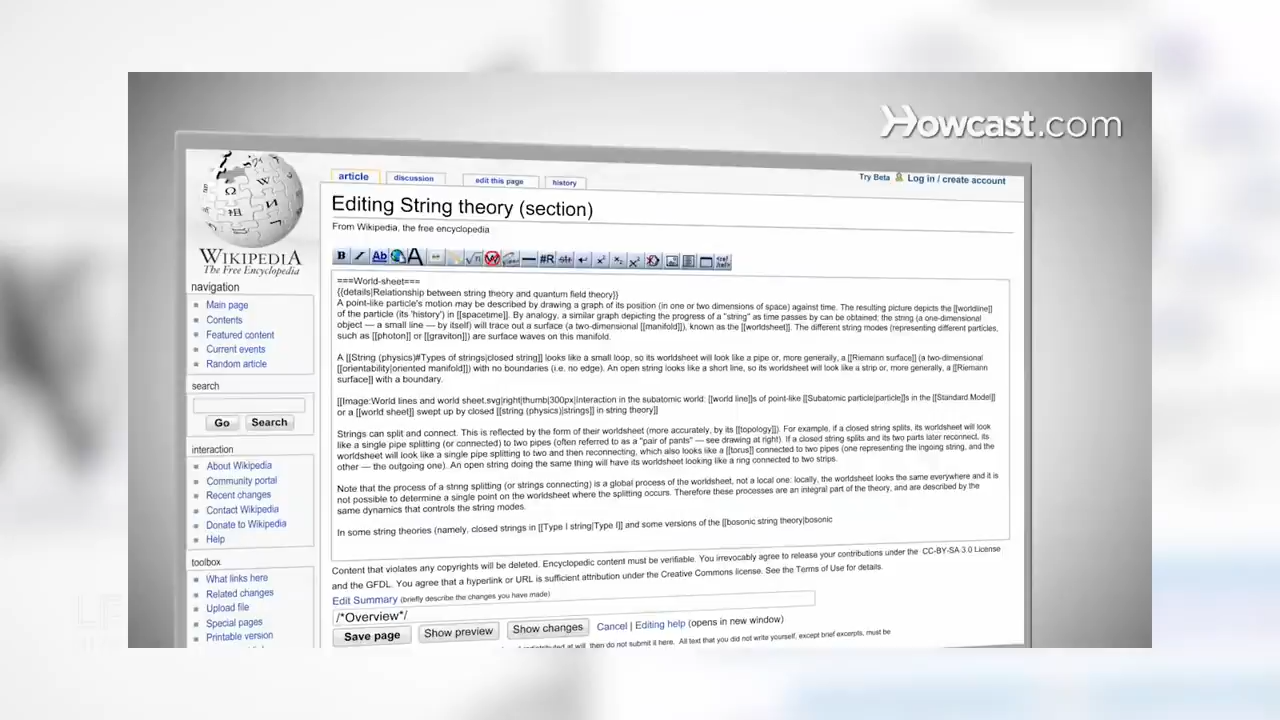 Howcast.com
article
discussion
edit this page
history
Try Beta
Log in / create account
Editing String theory (section)
From Wikipedia, the free encyclopedia
WIKIPEDIA
The Free Encyclopedia
navigation
Main page
Contents
Featured content
Current events
Random article
search
Go
Search
interaction
About Wikipedia
Community portal
Recent changes
Contact Wikipedia
Donate to Wikipedia
Help
toolbox
What links here
Related changes
Upload file
Special pages
Printable version
B I Ab A #R
===World-sheet===
{{details|Relationship between string theory and quantum field theory}}
A point-like particle's motion may be described by drawing a graph of its position (in one or two dimensions of space) against time. The resulting picture depicts the [[worldline]]
of the particle (its 'history') in [[spacetime]]. By analogy, a similar graph depicting the progress of a "string" as time passes by can be obtained; the string (a one-dimensional
object — a small line — by itself) will trace out a surface (a two-dimensional [[manifold]]), known as the [[worldsheet]]. The different string modes (representing different particles,
such as [[photon]] or [[graviton]]) are surface waves on this manifold.
A [[String (physics)#Types of strings|closed string]] looks like a small loop, so its worldsheet will look like a pipe or, more generally, a [[Riemann surface]] (a two-dimensional
[[orientability|oriented manifold]]) with no boundaries (i.e. no edge). An open string looks like a short line, so its worldsheet will look like a strip or, more generally, a [[Riemann
surface]] with a boundary.
[[Image:World lines and world sheet.svg|right|thumb|300px|Interaction in the subatomic world: [[world line]]s of point-like [[Subatomic particle|particle]]s in the [[Standard Model]]
or a [[world sheet]] swept up by closed [[string (physics)|strings]] in string theory]]
Strings can split and connect. This is reflected by the form of their worldsheet (more accurately, by its [[topology]]). For example, if a closed string splits, its worldsheet will look
like a single pipe splitting (or connected) to two pipes (often referred to as a "pair of pants" — see drawing at right). If a closed string splits and its two parts later reconnect, its
worldsheet will look like a single pipe splitting to two and then reconnecting, which also looks like a [[torus]] connected to two pipes (one representing the ingoing string, and the
other — the outgoing one). An open string doing the same thing will have its worldsheet looking like a ring connected to two strips.
Note that the process of a string splitting (or strings connecting) is a global process of the worldsheet, not a local one: locally, the worldsheet looks the same everywhere and it is
not possible to determine a single point on the worldsheet where the splitting occurs. Therefore these processes are an integral part of the theory, and are described by the
same dynamics that controls the string modes.
In some string theories (namely, closed strings in [[Type I string|Type I]] and some versions of the [[bosonic string theory|bosonic
Content that violates any copyrights will be deleted. Encyclopedic content must be verifiable. You irrevocably agree to release your contributions under the CC-BY-SA 3.0 License
and the GFDL. You agree that a hyperlink or URL is sufficient attribution under the Creative Commons license. See the Terms of Use for details.
Edit Summary (briefly describe the changes you have made)
/*Overview*/
Save page
Show preview
Show changes
Cancel | Editing help (opens in new window)
at will, then do not submit it here. All text that you did not write yourself, except brief excerpts, must be